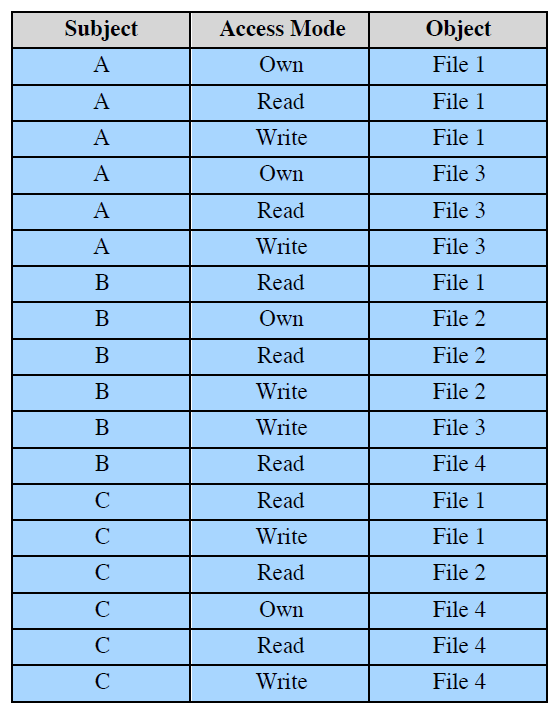 Subject Access Mode Object
A Own File 1
A Read File 1
A Write File 1
A Own File 3
A Read File 3
A Write File 3
B Read File 1
B Own File 2
B Read File 2
B Write File 2
B Write File 3
B Read File 4
C Read File 1
C Write File 1
C Read File 2
C Own File 4
C Read File 4
C Write File 4